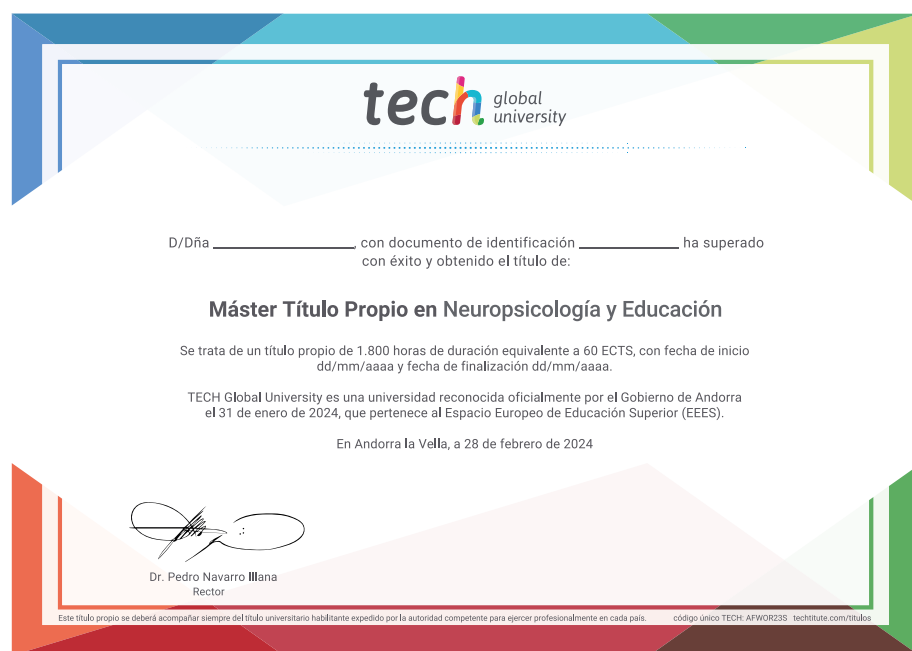 tech global university
D/Dña ____________, con documento de identificación ____________ ha superado
con éxito y obtenido el título de:
Máster Título Propio en Neuropsicología y Educación
Se trata de un título propio de 1.800 horas de duración equivalente a 60 ECTS, con fecha de inicio
dd/mm/aaaa y fecha de finalización dd/mm/aaaa.
TECH Global University es una universidad reconocida oficialmente por el Gobierno de Andorra
el 31 de enero de 2024, que pertenece al Espacio Europeo de Educación Superior (EEES).
En Andorra la Vella, a 28 de febrero de 2024
Dr. Pedro Navarro Illana
Rector
Este título propio se deberá acompañar siempre del título universitario habilitante expedido por la autoridad competente para ejercer profesionalmente en cada país. código único TECH: AFWOR23S techtitute.com/titulos